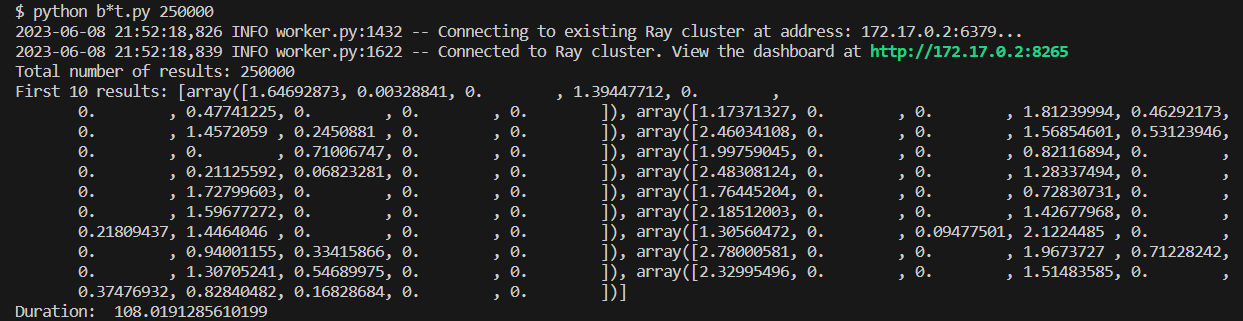 $ python b*t.py 250000
2023-06-08 21:52:18,826 INFO worker.py:1432 -- Connecting to existing Ray cluster at address: 172.17.0.2:6379...
2023-06-08 21:52:18,839 INFO worker.py:1622 -- Connected to Ray cluster. View the dashboard at http://172.17.0.2:8265
Total number of results: 250000
First 10 results: [array([1.64692873, 0.00328841, 0.        , 1.39447712, 0.        ,
       0.        , 0.47741225, 0.        , 0.        , 0.        ]), array([1.17371327, 0.        , 0.        , 1.81239994, 0.46292173,
       0.        , 1.4572059 , 0.2450881 , 0.        , 0.        ]), array([2.46034108, 0.        , 0.        , 1.56854601, 0.53123946,
       0.        , 0.        , 0.71006747, 0.        , 0.        ]), array([1.99759045, 0.        , 0.        , 0.82116894, 0.        ,
       0.        , 0.21125592, 0.06823281, 0.        , 0.        ]), array([2.48308124, 0.        , 0.        , 1.28337494, 0.        ,
       0.        , 1.72799603, 0.        , 0.        , 0.        ]), array([1.76445204, 0.        , 0.        , 0.72830731, 0.        ,
       0.        , 1.59677272, 0.        , 0.        , 0.        ]), array([2.18512003, 0.        , 0.        , 1.42677968, 0.        ,
       0.21809437, 1.4464046 , 0.        , 0.        , 0.        ]), array([1.30560472, 0.        , 0.09477501, 2.1224485 , 0.        ,
       0.        , 0.94001155, 0.33415866, 0.        , 0.        ]), array([2.78000581, 0.        , 0.        , 1.9673727 , 0.71228242,
       0.        , 1.30705241, 0.54689975, 0.        , 0.        ]), array([2.32995496, 0.        , 0.        , 1.51483585, 0.        ,
       0.37476932, 0.82840482, 0.16828684, 0.        , 0.        ])]
Duration:  108.0191285610199